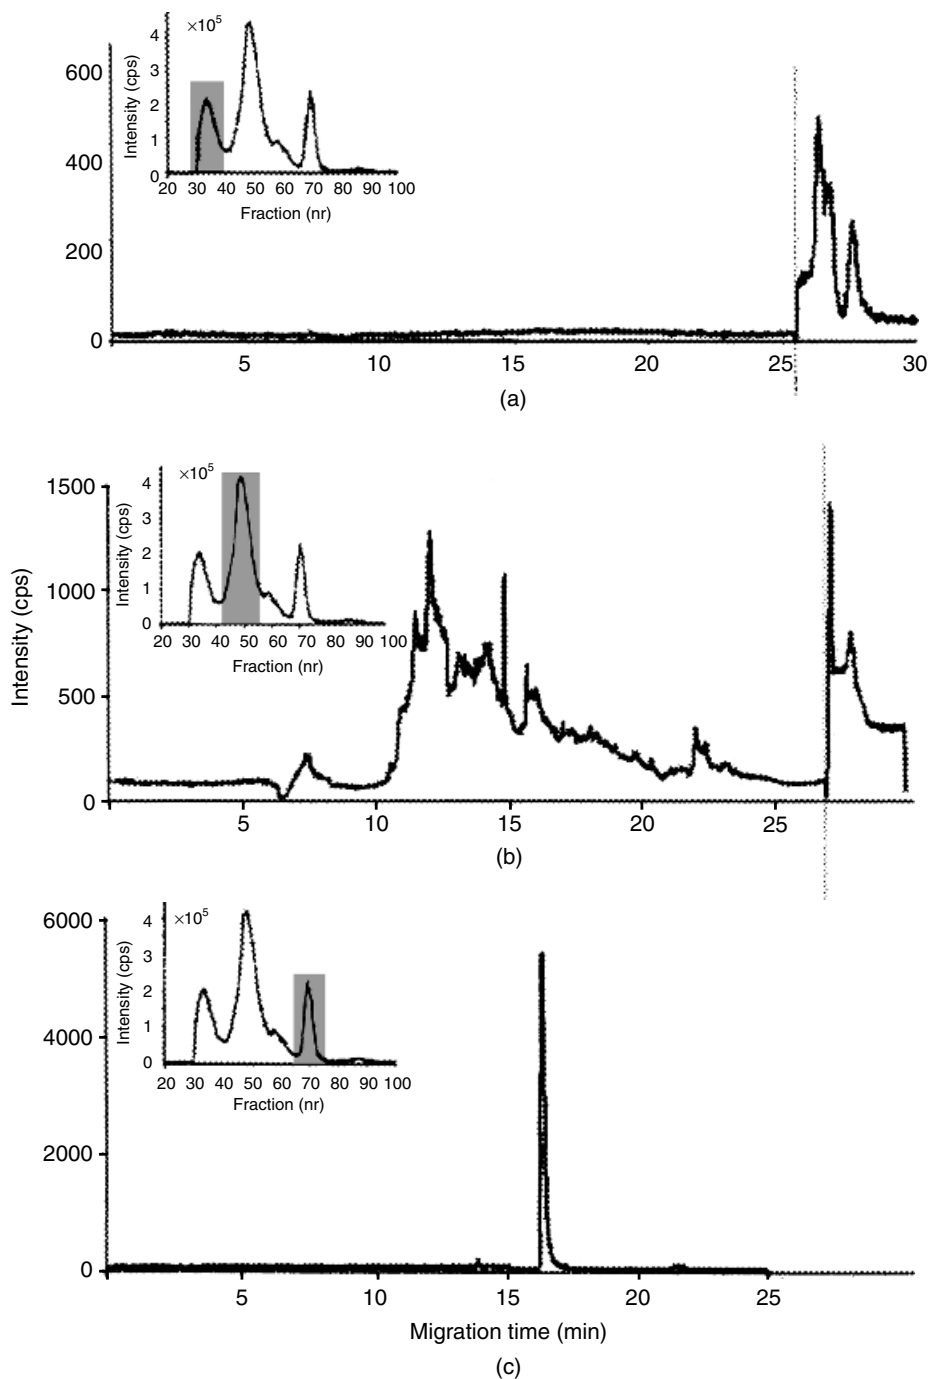 ×10⁵
4
3
2
1
0
Intensity (cps)
20 30 40 50 60 70 80 90 100
Fraction (nr)
600
400
200
0
5 10 15 20 25 30
(a)
×10⁵
4
3
2
1
0
Intensity (cps)
20 30 40 50 60 70 80 90 100
Fraction (nr)
1500
1000
500
0
Intensity (cps)
5 10 15 20 25
(b)
×10⁵
4
3
2
1
0
Intensity (cps)
20 30 40 50 60 70 80 90 100
Fraction (nr)
6000
4000
2000
0
5 10 15 20 25
Migration time (min)
(c)